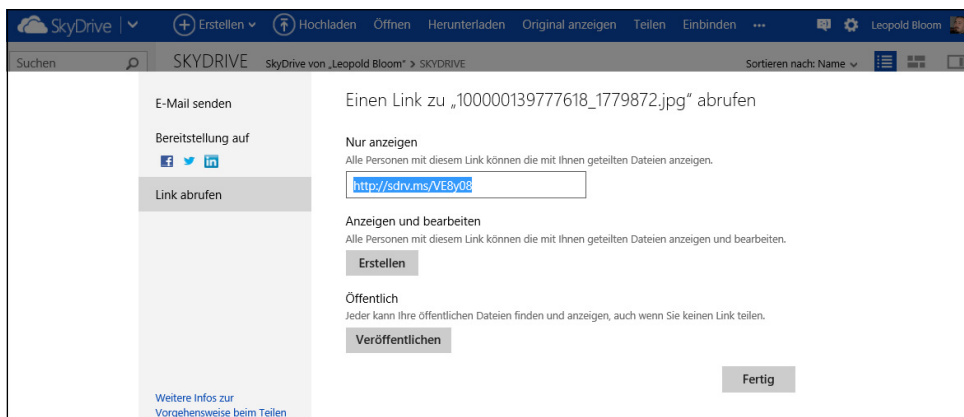 SkyDrive
Erstellen Hochladen Öffnen Herunterladen Original anzeigen Teilen Einbinden ••• Leopold Bloom
Suchen
SKYDRIVE SkyDrive von „Leopold Bloom“ > SKYDRIVE Sortieren nach: Name
E-Mail senden
Bereitstellung auf
Link abrufen
Weitere Infos zur
Vorgehensweise beim Teilen
Einen Link zu „100000139777618_1779872.jpg“ abrufen
Nur anzeigen
Alle Personen mit diesem Link können die mit Ihnen geteilten Dateien anzeigen.
http://sdrv.ms/VE8y08
Anzeigen und bearbeiten
Alle Personen mit diesem Link können die mit Ihnen geteilten Dateien anzeigen und bearbeiten.
Erstellen
Öffentlich
Jeder kann Ihre öffentlichen Dateien finden und anzeigen, auch wenn Sie keinen Link teilen.
Veröffentlichen
Fertig